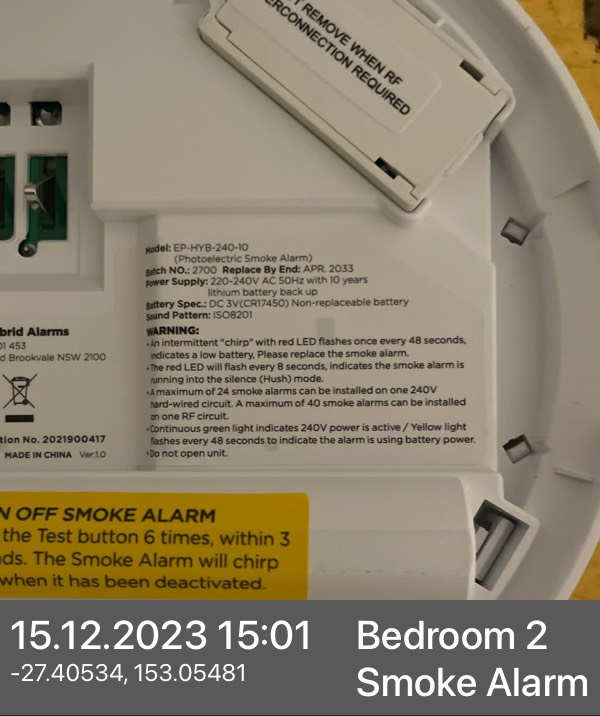 T REMOVE WHEN RF
ERCONNECTION REQUIRED
Model: EP-HYB-240-10
(Photoelectric Smoke Alarm)
Batch NO.: 2700 Replace By End: APR. 2033
Power Supply: 220-240V AC 50Hz with 10 years
lithium battery back up
Battery Spec.: DC 3V(CR17450) Non-replaceable battery
Sound Pattern: ISO8201
WARNING:
•An intermittent "chirp" with red LED flashes once every 48 seconds,
indicates a low battery, Please replace the smoke alarm.
•The red LED will flash every 8 seconds, indicates the smoke alarm is
running into the silence (Hush) mode.
•A maximum of 24 smoke alarms can be installed on one 240V
hard-wired circuit. A maximum of 40 smoke alarms can be installed
on one RF circuit.
•Continuous green light indicates 240V power is active / Yellow light
flashes every 48 seconds to indicate the alarm is using battery power.
•Do not open unit.
brid Alarms
01 453
d Brookvale NSW 2100
tion No. 2021900417
MADE IN CHINA Ver:1.0
N OFF SMOKE ALARM
the Test button 6 times, within 3
ds. The Smoke Alarm will chirp
when it has been deactivated.
15.12.2023 15:01
-27.40534, 153.05481
Bedroom 2
Smoke Alarm